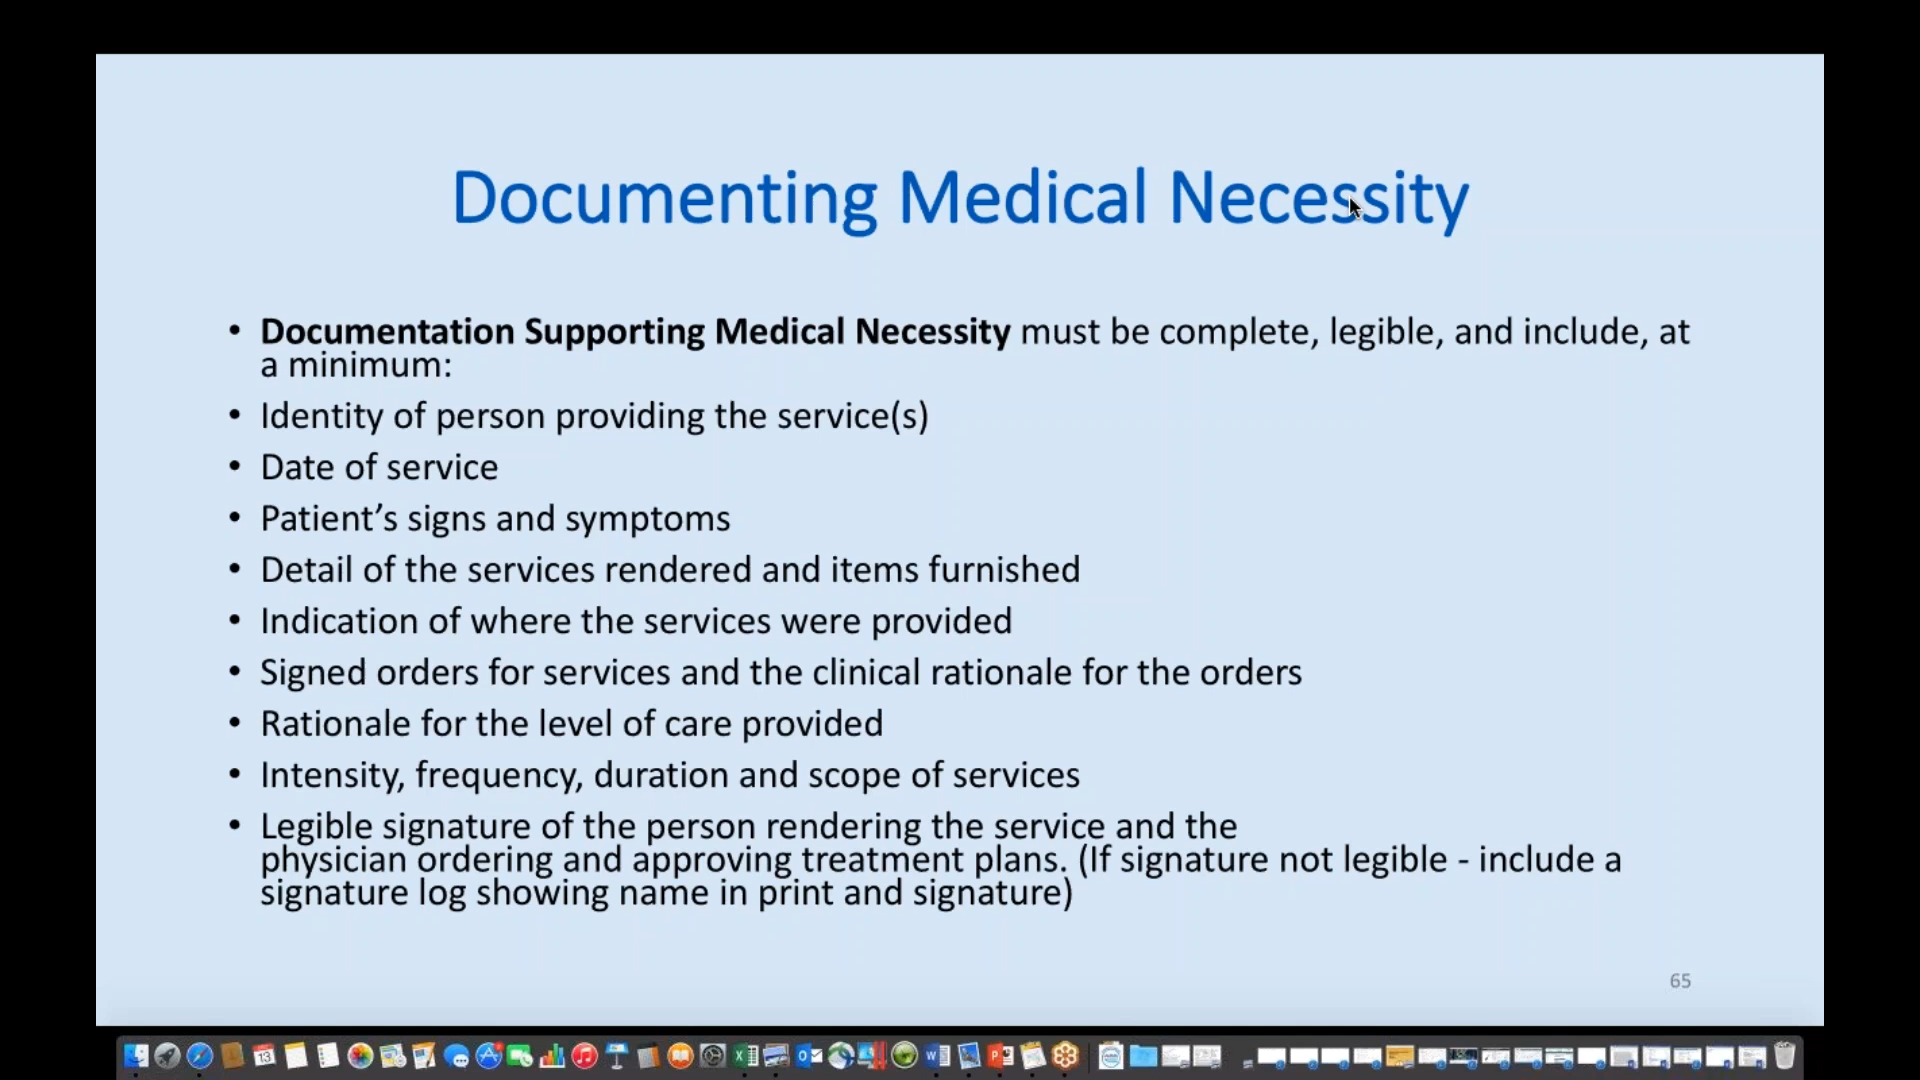 Documenting Medical Necessity
• Documentation Supporting Medical Necessity must be complete, legible, and include, at
a minimum:
• Identity of person providing the service(s)
• Date of service
• Patient’s signs and symptoms
• Detail of the services rendered and items furnished
• Indication of where the services were provided
• Signed orders for services and the clinical rationale for the orders
• Rationale for the level of care provided
• Intensity, frequency, duration and scope of services
• Legible signature of the person rendering the service and the
physician ordering and approving treatment plans. (If signature not legible - include a
signature log showing name in print and signature)
65
13